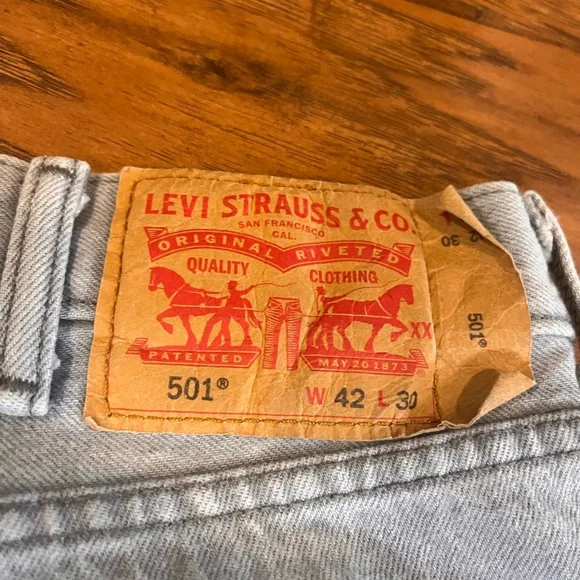 LEVI STRAUSS & CO.
SAN FRANCISCO
CAL.
ORIGINAL RIVETED
QUALITY CLOTHING
XX
PATENTED MAY 20 1873
501® W 42 L 30
30
501®